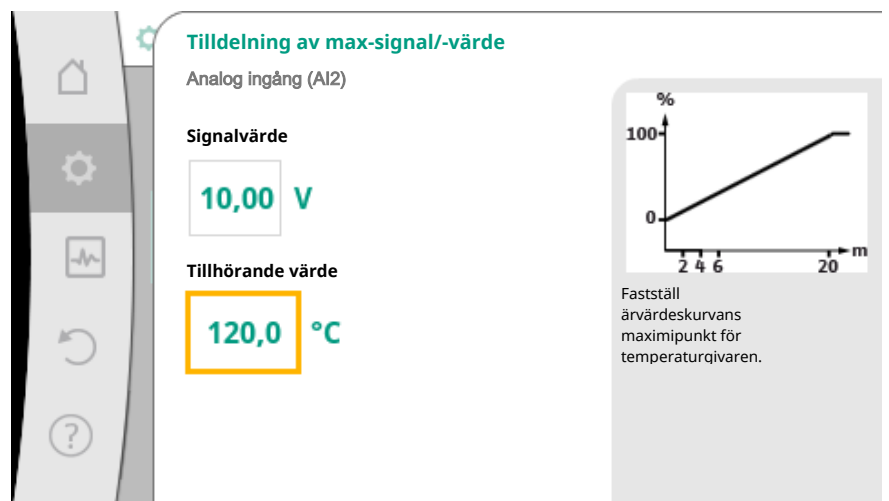 Tilldelning av max-signal/-värde
Analog ingång (AI2)
Signalvärde
10,00 V
Tillhörande värde
120,0 °C
%
100
0
2 4 6 20
m
Fastställ
ärvärdeskurvans
maximipunkt för
temperaturgivaren.
?